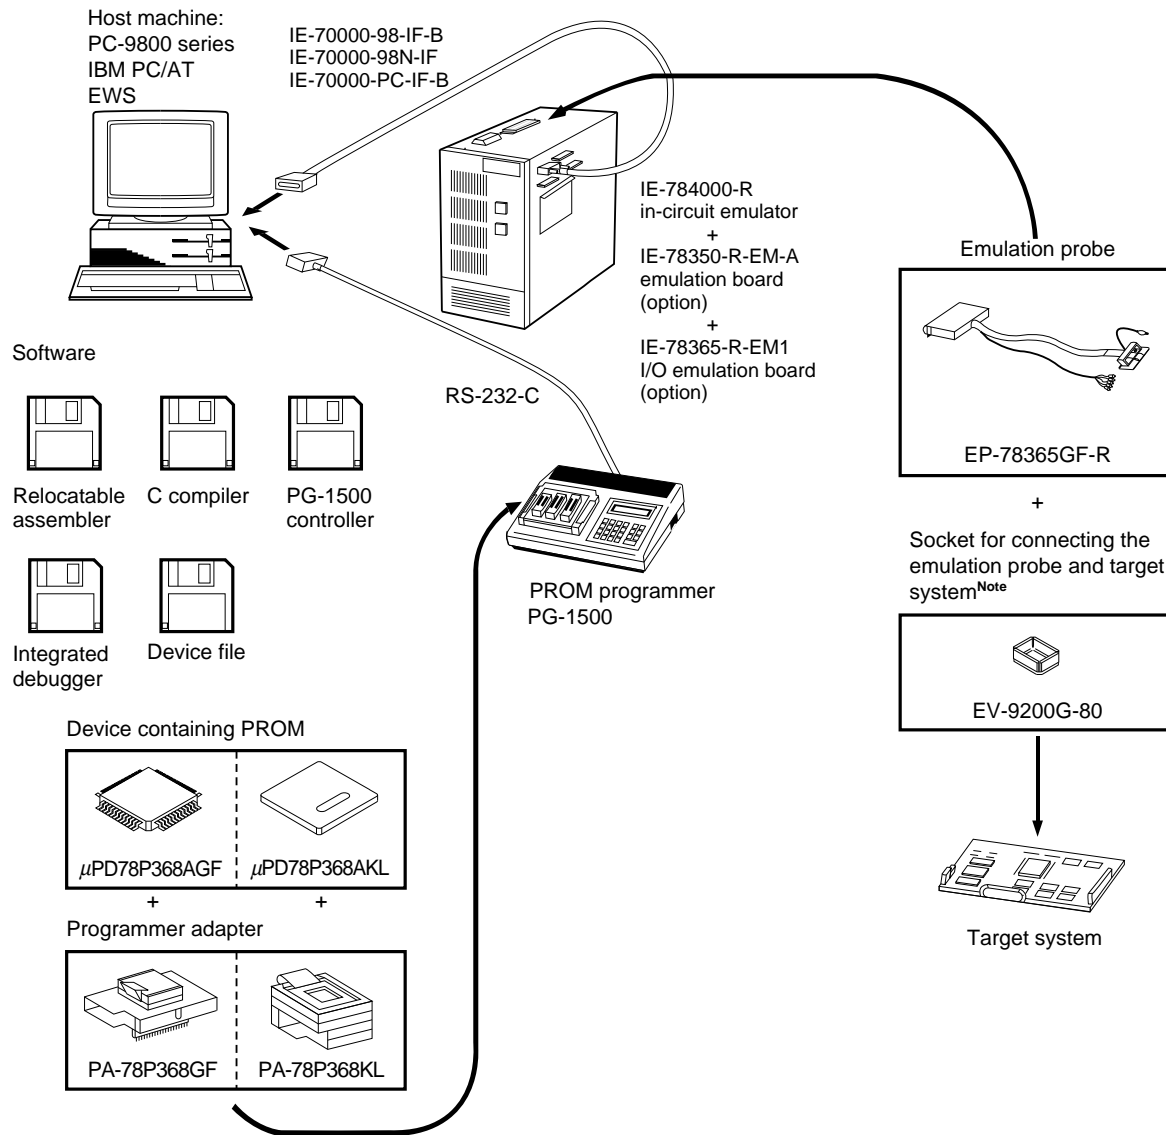 Host machine:
PC-9800 series
IBM PC/AT
EWS
IE-70000-98-IF-B
IE-70000-98N-IF
IE-70000-PC-IF-B
IE-784000-R
in-circuit emulator
+
IE-78350-R-EM-A
emulation board
(option)
+
IE-78365-R-EM1
I/O emulation board
(option)
Emulation probe
EP-78365GF-R
+
Socket for connecting the
emulation probe and target
systemNote
EV-9200G-80
Target system
Software
Relocatable
assembler
C compiler
PG-1500
controller
Integrated
debugger
Device file
RS-232-C
PROM programmer
PG-1500
Device containing PROM
μPD78P368AGF
μPD78P368AKL
+
+
Programmer adapter
PA-78P368GF
PA-78P368KL